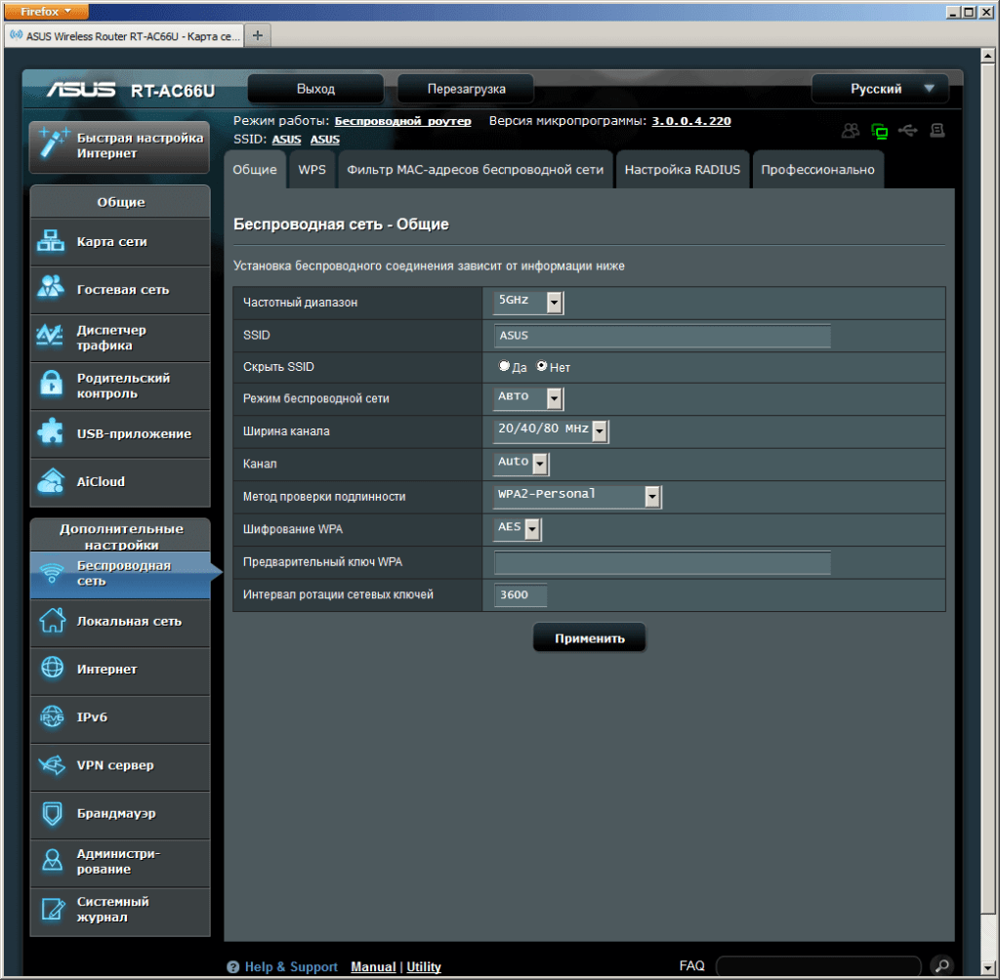 Firefox
ASUS Wireless Router RT-AC66U - Карта се...
+
ASUS RT-AC66U
Выход
Перезагрузка
Русский
Быстрая настройка
Интернет
Режим работы: Беспроводной роутер Версия микропрограммы: 3.0.0.4.220
SSID: ASUS ASUS
Общие
WPS
Фильтр MAC-адресов беспроводной сети
Настройка RADIUS
Профессионально
Общие
Карта сети
Гостевая сеть
Диспетчер
трафика
Родительский
контроль
USB-приложение
AiCloud
Дополнительные
настройки
Беспроводная
сеть
Локальная сеть
Интернет
IPv6
IPv6
VPN сервер
Брандмауэр
Администри-
рование
Системный
журнал
Беспроводная сеть - Общие
Установка беспроводного соединения зависит от информации ниже
Частотный диапазон 5GHz
SSID ASUS
Скрыть SSID Да Нет
Режим беспроводной сети Авто
Ширина канала 20/40/80 MHz
Канал Auto
Метод проверки подлинности WPA2-Personal
Шифрование WPA AES
Предварительный ключ WPA
Интервал ротации сетевых ключей 3600
Применить
? Help & Support Manual | Utility FAQ